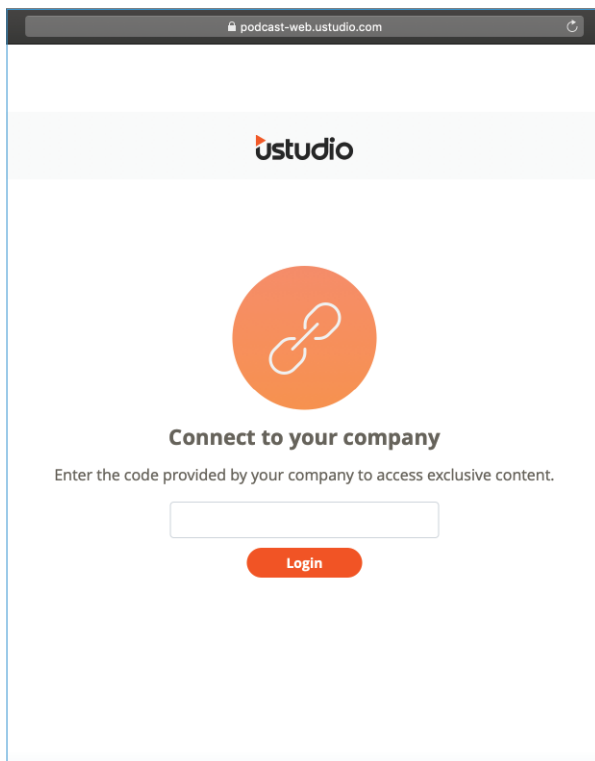 podcast-web.ustudio.com
ustudio
Connect to your company
Enter the code provided by your company to access exclusive content.
Login